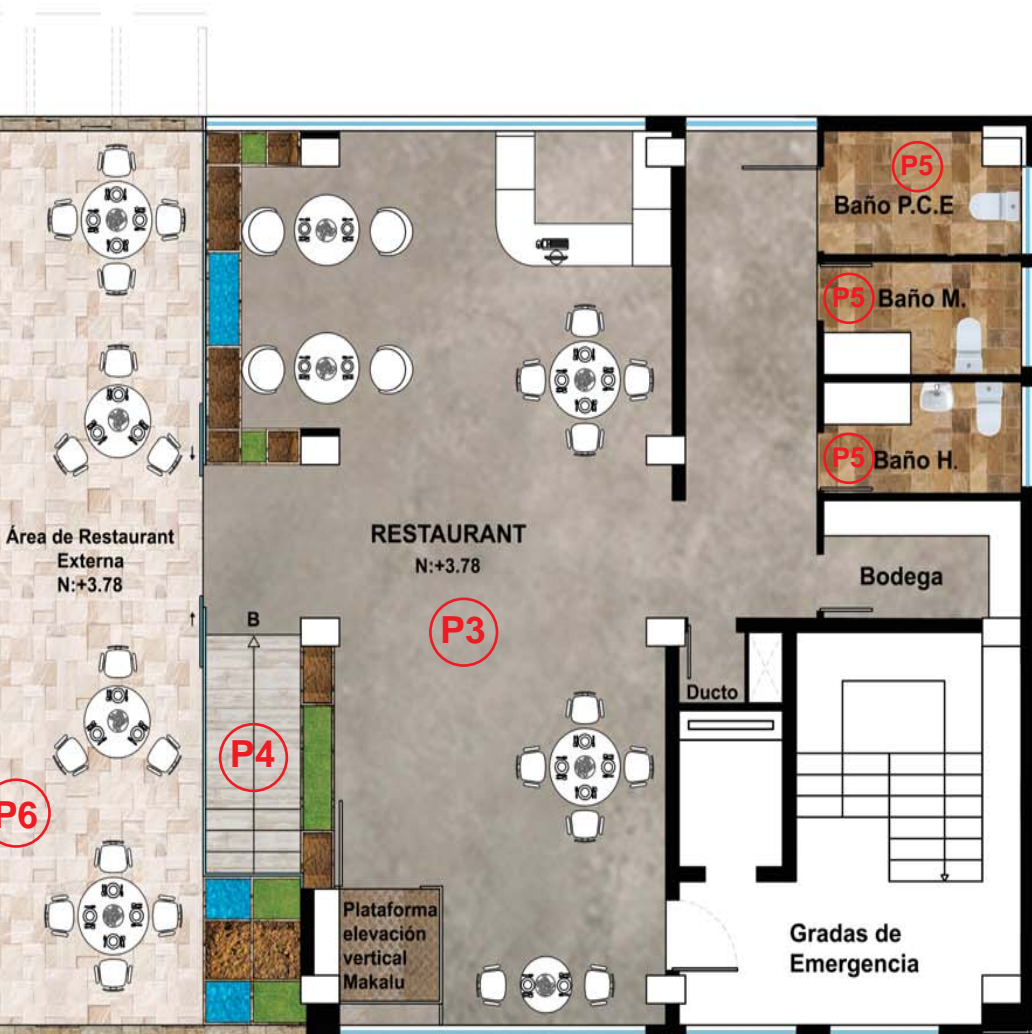 P5
Baño P.C.E
P5 Baño M.
P5 Baño H.
Área de Restaurant
Externa
N:+3.78
RESTAURANT
N:+3.78
Bodega
B
P3
Ducto
P4
P6
Plataforma
elevación
vertical
Makalu
Gradas de
Emergencia